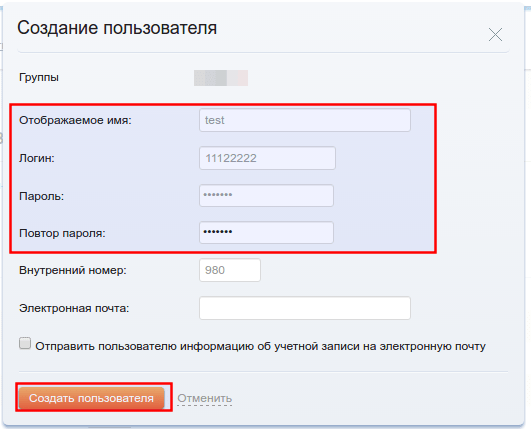 Создание пользователя
Группы
Отображаемое имя: test
Логин: 11122222
Пароль: •••••••
Повтор пароля: •••••••
Внутренний номер: 980
Электронная почта:
Отправить пользователю информацию об учетной записи на электронную почту
Создать пользователя Отменить